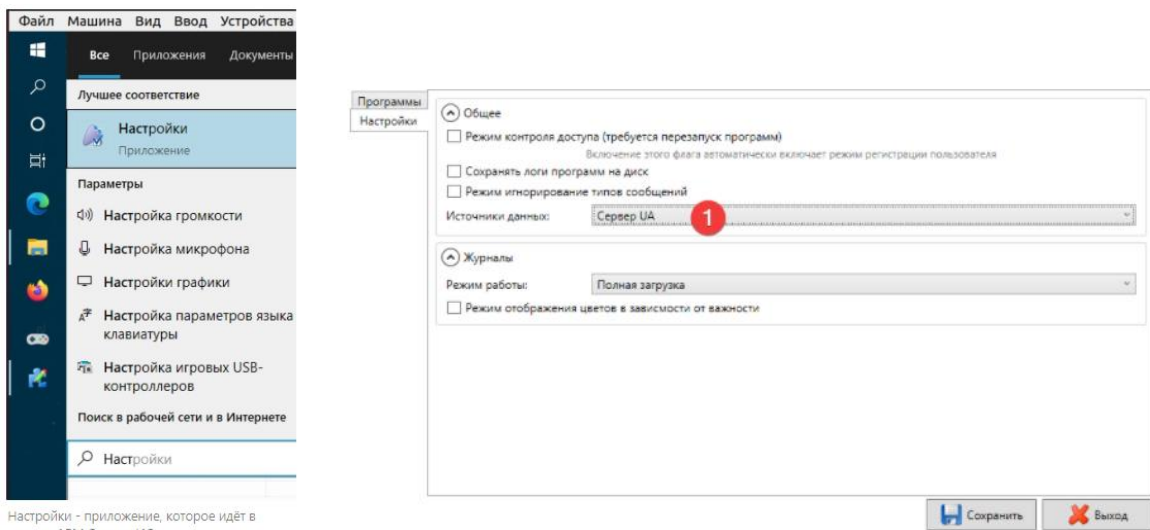 Файл Машина Вид Ввод Устройства
Все Приложения Документы
Лучшее соответствие
Настройки
Приложение
Параметры
Настройка громкости
Настройка микрофона
Настройки графики
Настройка параметров языка
клавиатуры
Настройка игровых USB-
контроллеров
Поиск в рабочей сети и в Интернете
Настройки
Настройки - приложение, которое идёт в
Программы
Настройки
Общее
Режим контроля доступа (требуется перезапуск программ)
Включение этого флага автоматически включает режим регистрации пользователя
Сохранять логи программ на диск
Режим игнорирование типов сообщений
Источники данных: Сервер UA 1
Журналы
Режим работы: Полная загрузка
Режим отображения цветов в зависмости от важности
Сохранить Выход